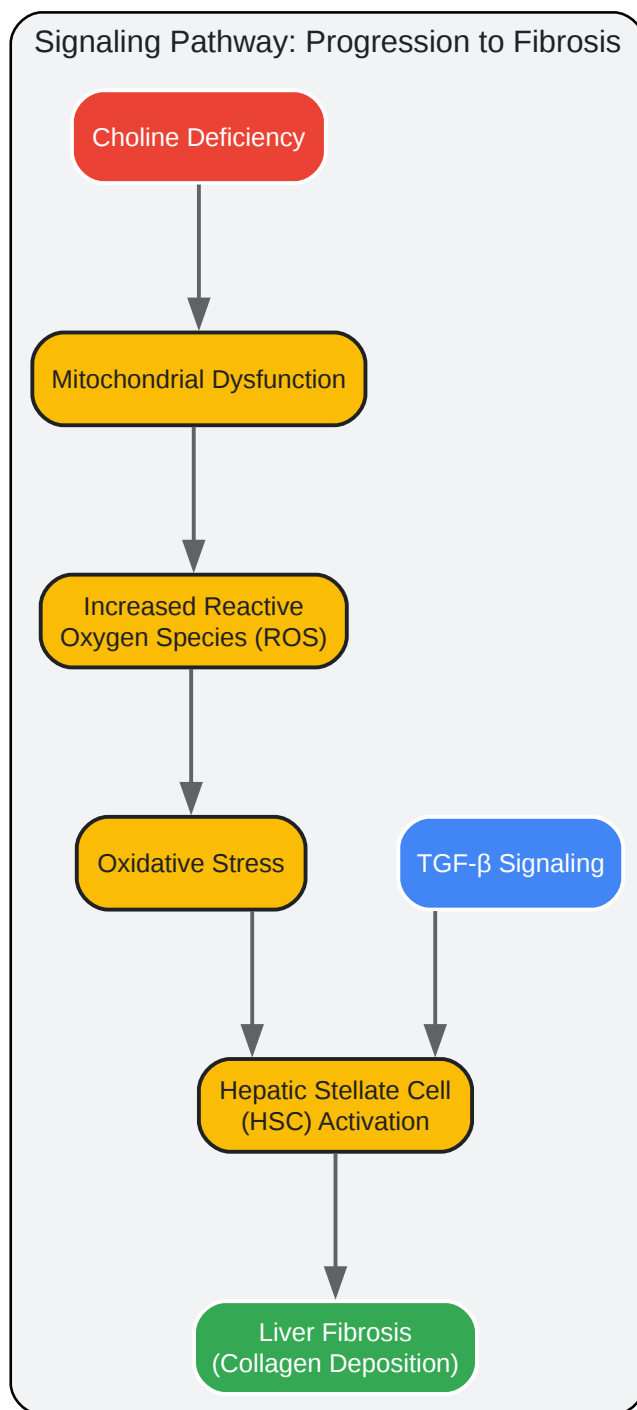 Signaling Pathway: Progression to Fibrosis
Choline Deficiency
Mitochondrial Dysfunction
Increased Reactive
Oxygen Species (ROS)
Oxidative Stress
TGF-β Signaling
Hepatic Stellate Cell
(HSC) Activation
Liver Fibrosis
(Collagen Deposition)